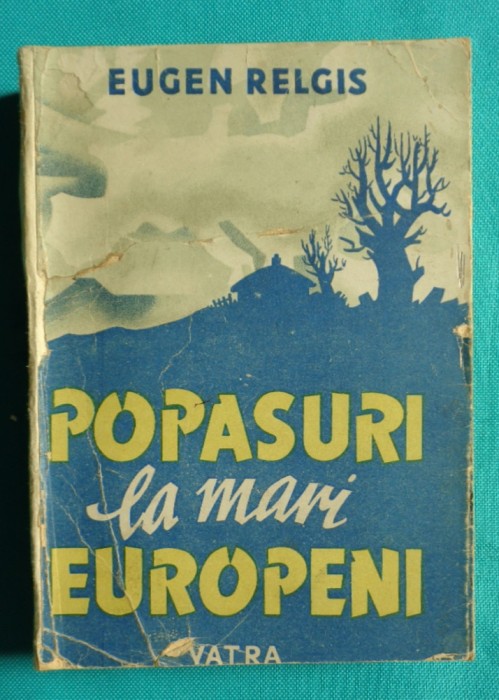 EUGEN RELGIS
POPASURI
la mari
EUROPENI
VATRA